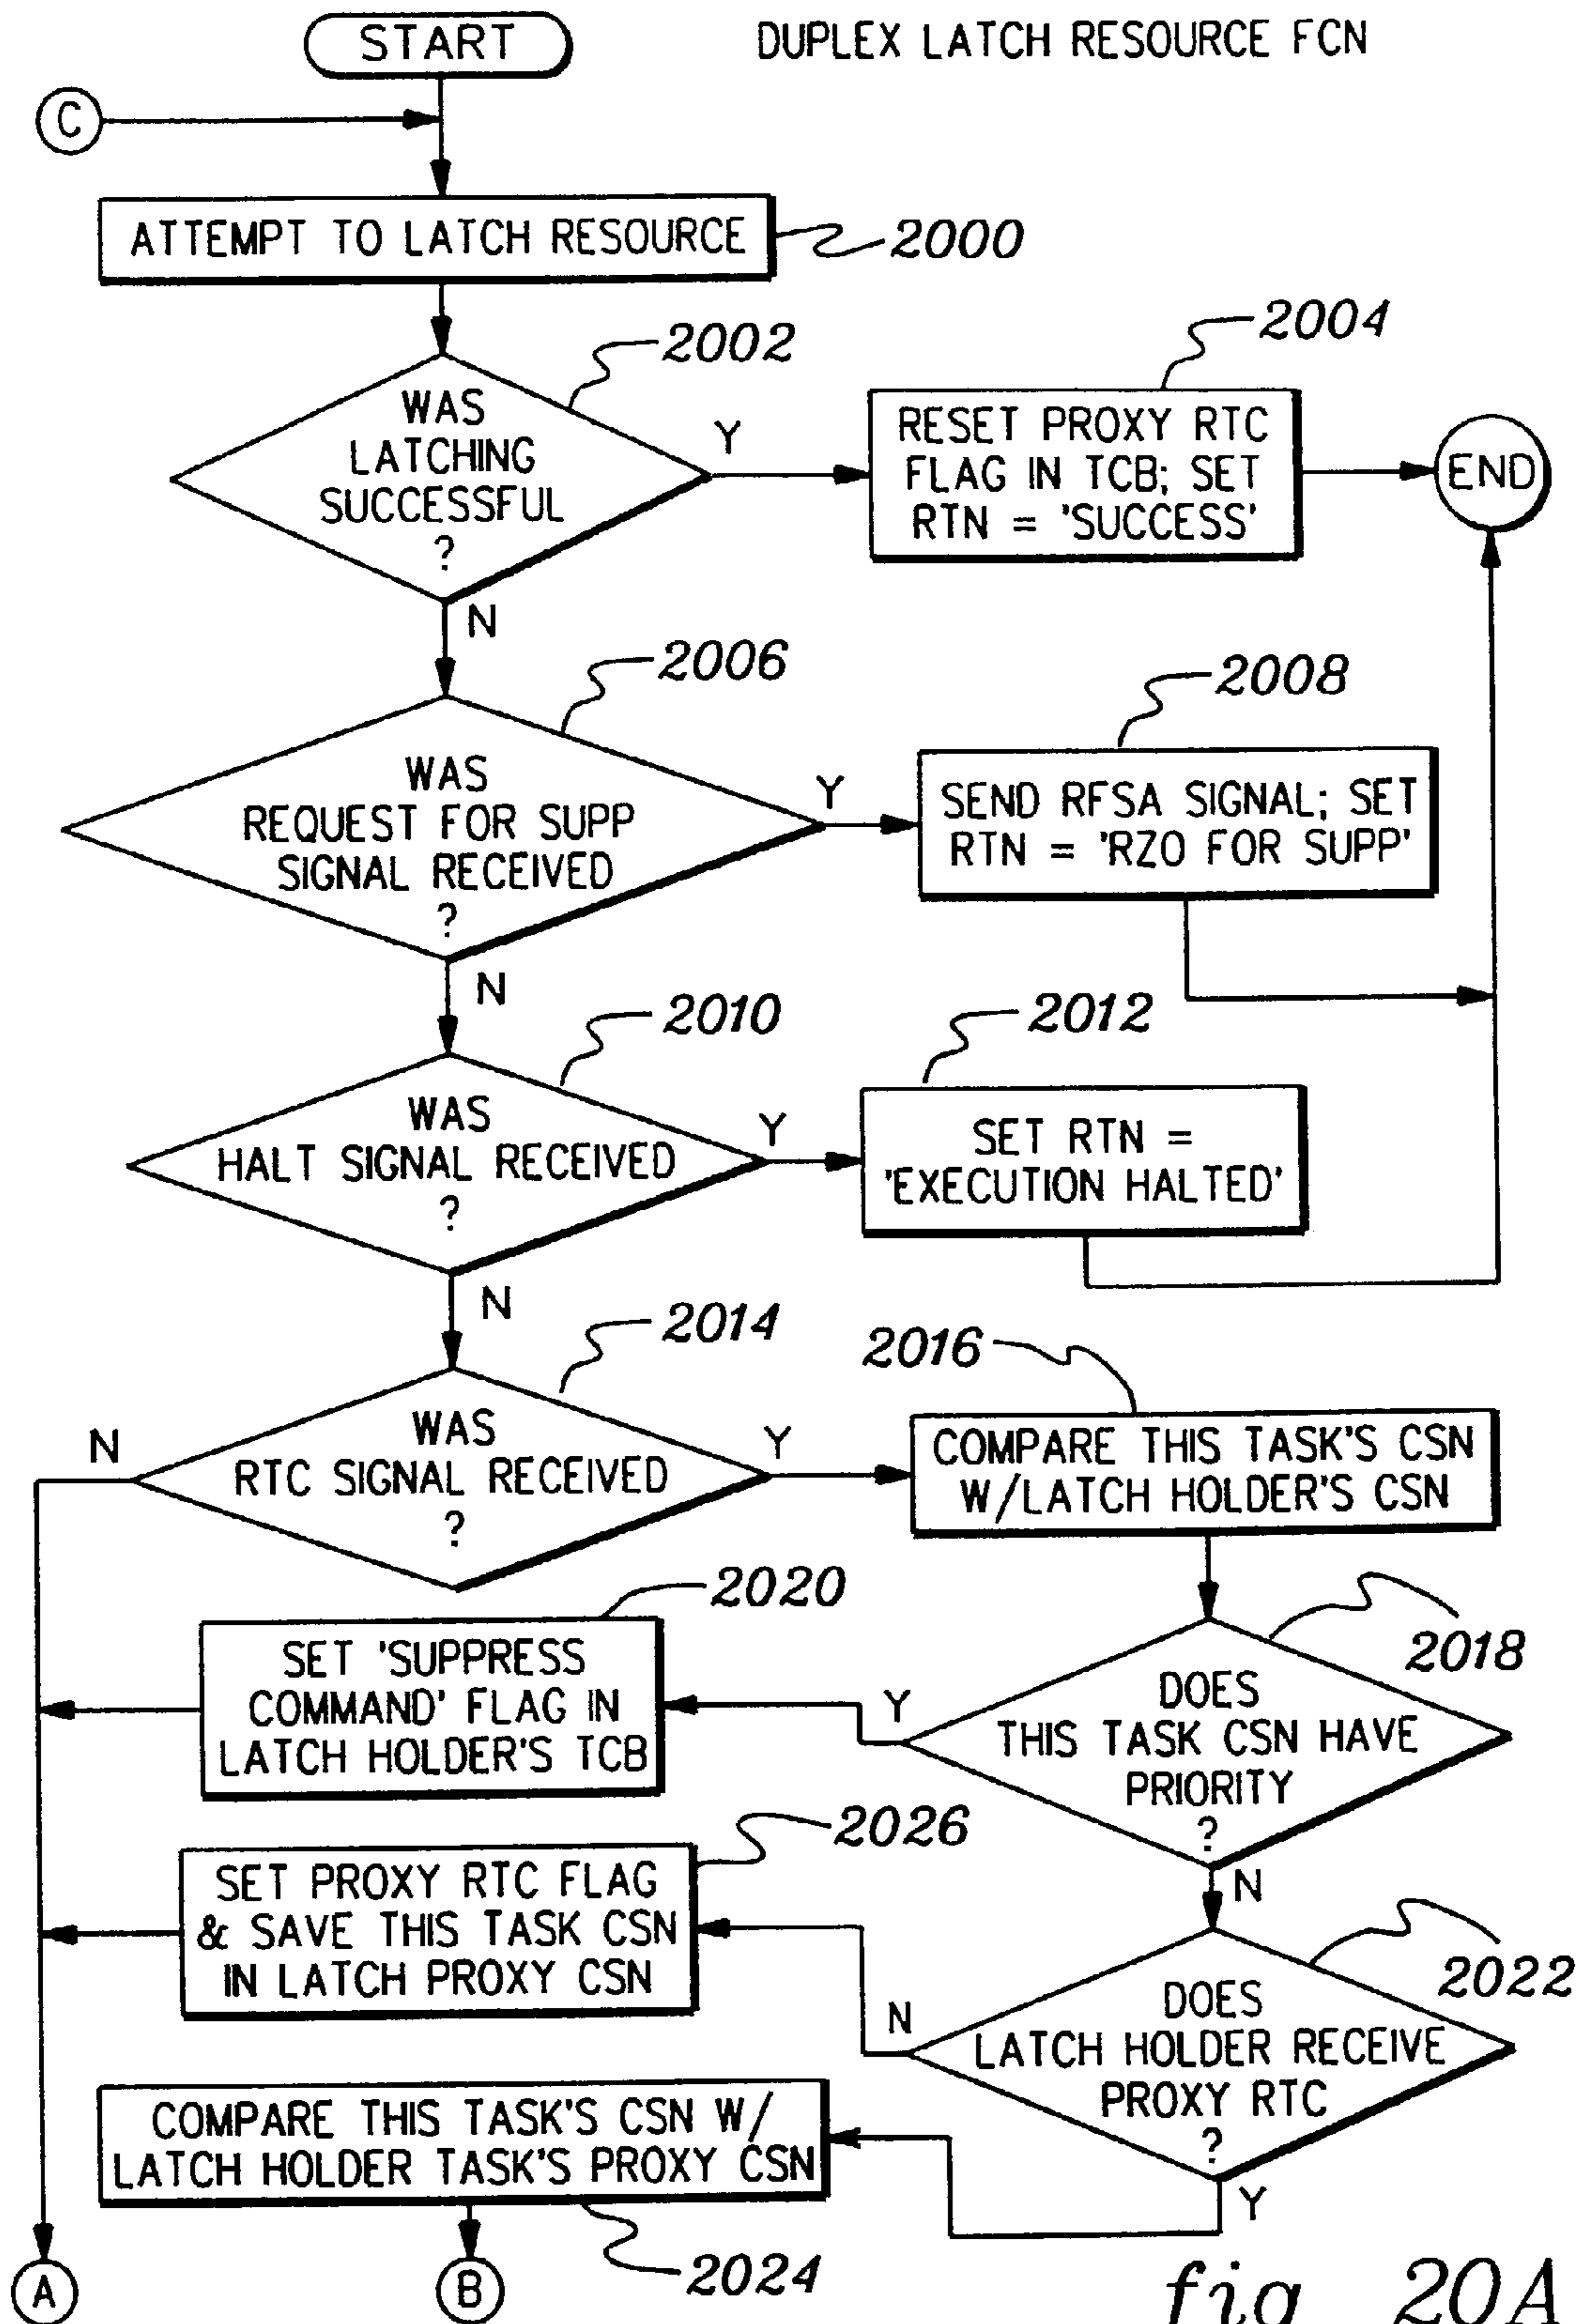 START
DUPLEX LATCH RESOURCE FCN
C
ATTEMPT TO LATCH RESOURCE
2000
WAS
LATCHING
SUCCESSFUL
?
2002
Y
N
RESET PROXY RTC
FLAG IN TCB; SET
RTN = 'SUCCESS'
2004
END
WAS
REQUEST FOR SUPP
SIGNAL RECEIVED
?
2006
Y
N
SEND RFSA SIGNAL; SET
RTN = 'RZO FOR SUPP'
2008
WAS
HALT SIGNAL RECEIVED
?
2010
Y
N
SET RTN =
'EXECUTION HALTED'
2012
WAS
RTC SIGNAL RECEIVED
?
2014
N
Y
COMPARE THIS TASK'S CSN
W/LATCH HOLDER'S CSN
2016
DOES
THIS TASK CSN HAVE
PRIORITY
?
2018
Y
N
SET 'SUPPRESS
COMMAND' FLAG IN
LATCH HOLDER'S TCB
2020
DOES
LATCH HOLDER RECEIVE
PROXY RTC
?
2022
N
Y
SET PROXY RTC FLAG
& SAVE THIS TASK CSN
IN LATCH PROXY CSN
2026
COMPARE THIS TASK'S CSN W/
LATCH HOLDER TASK'S PROXY CSN
2024
A
B
fig 20A